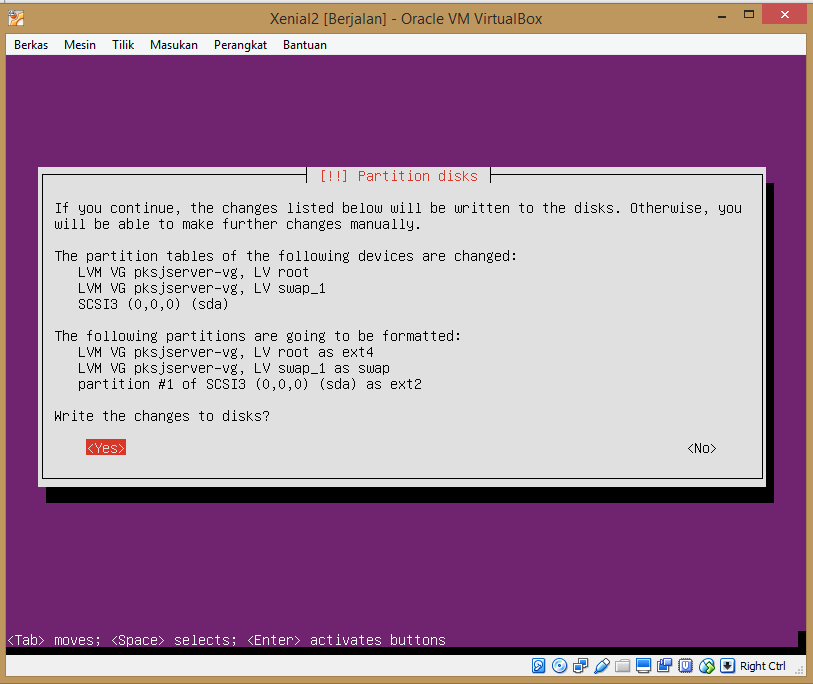 Xenial2 [Berjalan] - Oracle VM VirtualBox
Berkas Mesin Tilik Masukan Perangkat Bantuan
[!!] Partition disks
If you continue, the changes listed below will be written to the disks. Otherwise, you
will be able to make further changes manually.
The partition tables of the following devices are changed:
LVM VG pksjserver-vg, LV root
LVM VG pksjserver-vg, LV swap_1
SCSI3 (0,0,0) (sda)
The following partitions are going to be formatted:
LVM VG pksjserver-vg, LV root as ext4
LVM VG pksjserver-vg, LV swap_1 as swap
partition #1 of SCSI3 (0,0,0) (sda) as ext2
Write the changes to disks?
<Yes> <No>
<Tab> moves; <Space> selects; <Enter> activates buttons
Right Ctrl